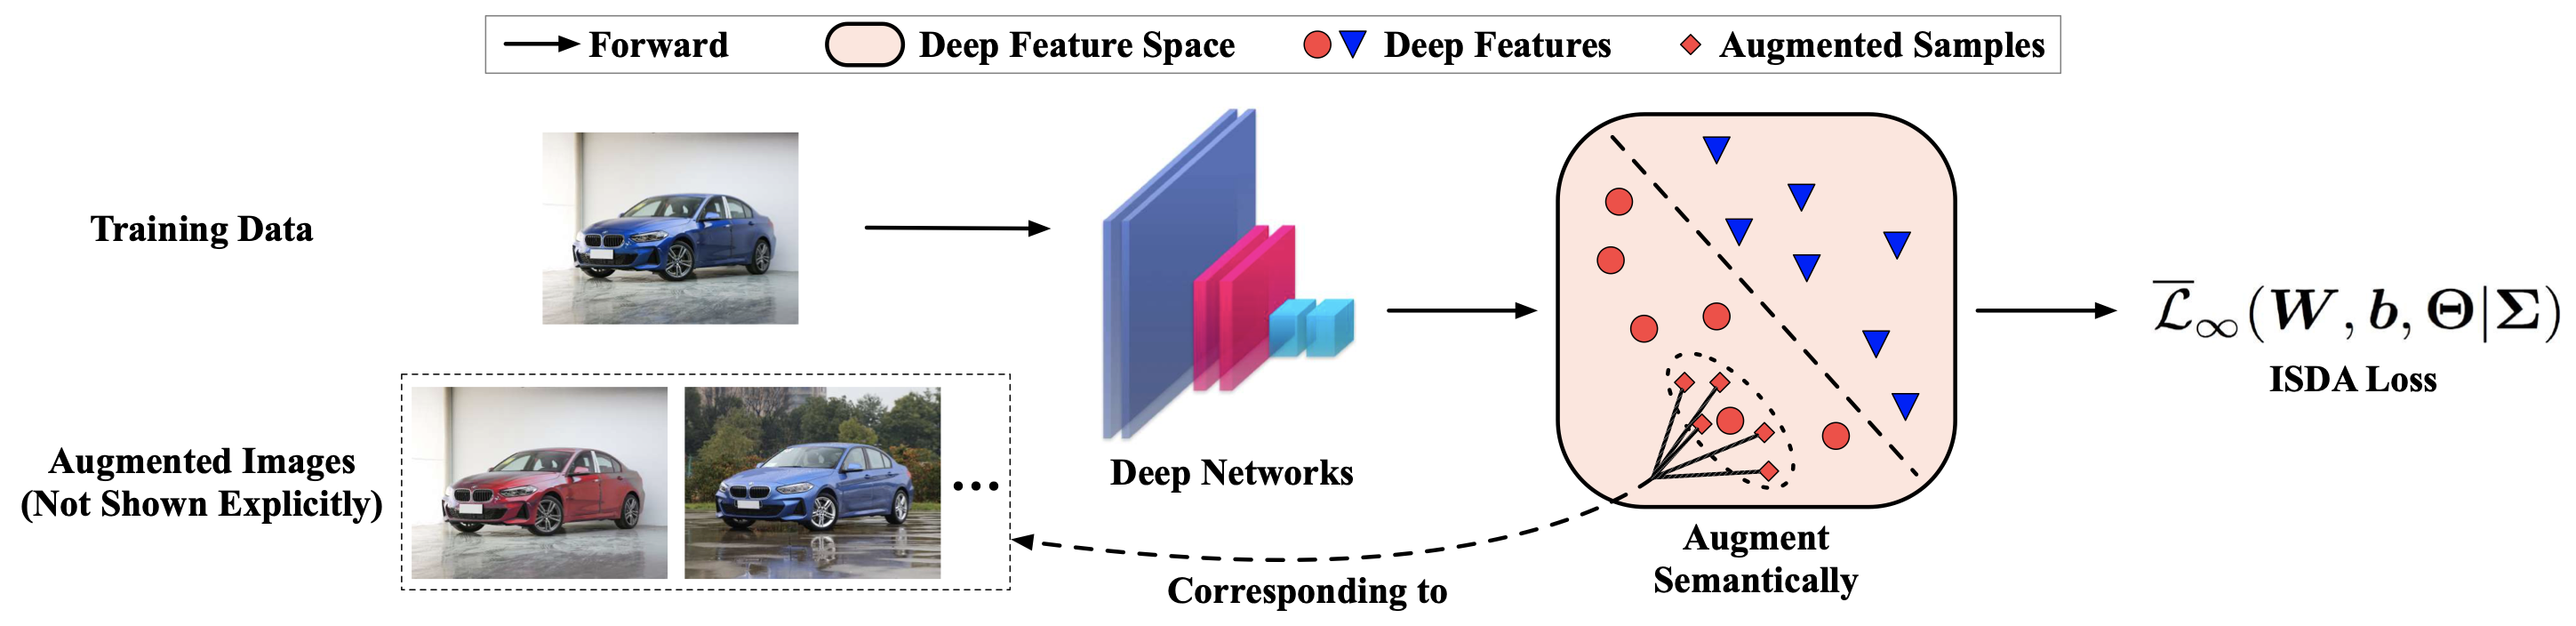 Forward
Deep Feature Space
Deep Features
Augmented Samples
Training Data
Deep Networks
Augmented Images
(Not Shown Explicitly)
...
Corresponding to
Augment
Semantically
$\overline{\mathcal{L}}_\infty(\boldsymbol{W}, \boldsymbol{b}, \boldsymbol{\Theta}|\boldsymbol{\Sigma})$
ISDA Loss